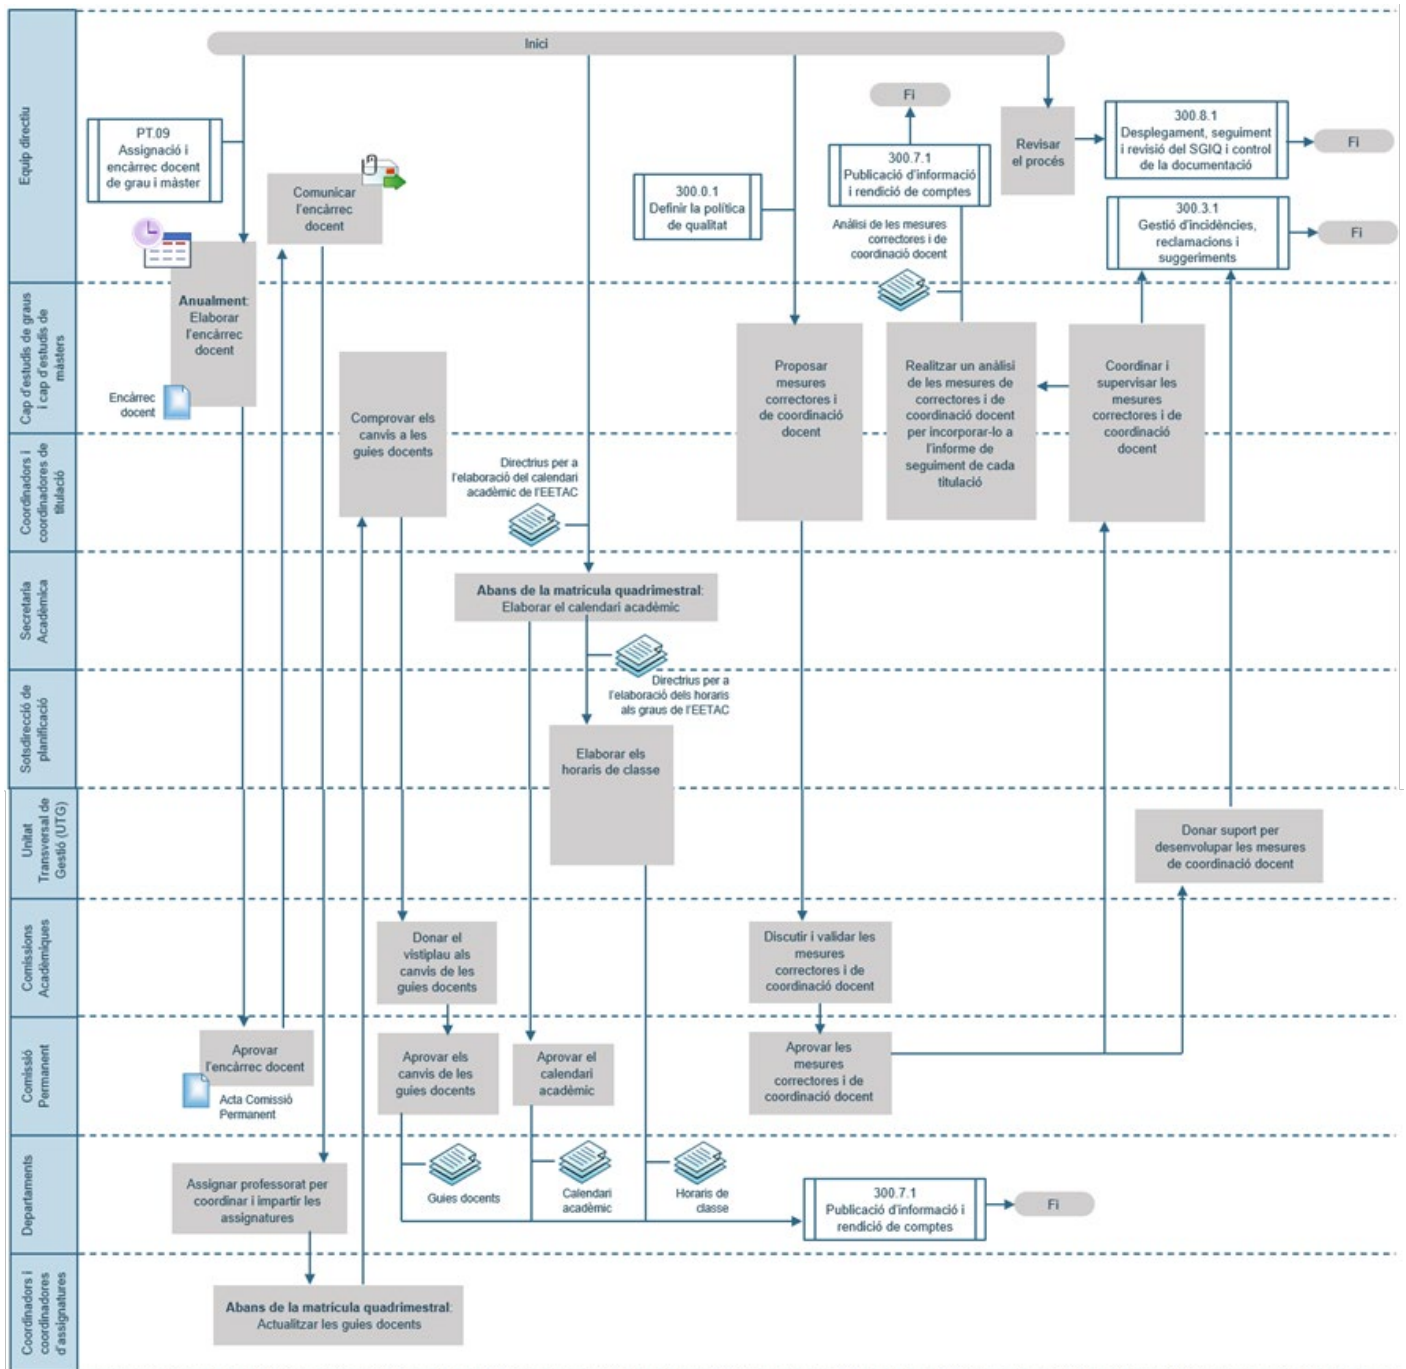 Inici
Equip directiu
PT.09
Assignació i
encàrrec docent
de grau i màster
Comunicar
l'encàrrec
docent
300.0.1
Definir la política
de qualitat
Fi
300.7.1
Publicació d'informació
i rendició de comptes
Anàlisi de les mesures
correctores i de
coordinació docent
Revisar
el procés
300.8.1
Desplegament, seguiment
i revisió del SGIQ i control
de la documentació
Fi
300.3.1
Gestió d'incidències,
reclamacions i
suggeriments
Fi
Cap d'estudis de graus
i cap d'estudis de
màsters
Anualment:
Elaborar
l'encàrrec
docent
Encàrrec
docent
Comprovar els
canvis a les
guies docents
Proposar
mesures
correctores i
de coordinació
docent
Realitzar un anàlisi
de les mesures de
correctores i de
coordinació docent
per incorporar-lo a
l'informe de
seguiment de cada
titulació
Coordinar i
supervisar les
mesures
correctores i de
coordinació
docent
Coordinadors i
coordinadores de
titulació
Directrius per a
l'elaboració del calendari
acadèmic de l'EETAC
Secretaria
Acadèmica
Abans de la matrícula quadrimestral:
Elaborar el calendari acadèmic
Directrius per a
l'elaboració dels horaris
als graus de l'EETAC
Sotsdirecció de
planificació
Elaborar els
horaris de classe
Unitat
Transversal de
Gestió (UTG)
Donar suport per
desenvolupar les mesures
de coordinació docent
Comissions
Acadèmiques
Donar el
vistiplau als
canvis de les
guies docents
Discutir i validar les
mesures
correctores i de
coordinació docent
Comissió
Permanent
Aprovar
l'encàrrec docent
Acta Comissió
Permanent
Aprovar els
canvis de les
guies docents
Aprovar el
calendari
acadèmic
Aprovar les
mesures
correctores i de
coordinació docent
Departaments
Assignar professorat per
coordinar i impartir les
assignatures
Guies docents
Calendari
acadèmic
Horaris de
classe
300.7.1
Publicació d'informació i
rendició de comptes
Fi
Coordinadors i
coordinadores
d'assignatures
Abans de la matrícula quadrimestral:
Actualitzar les guies docents